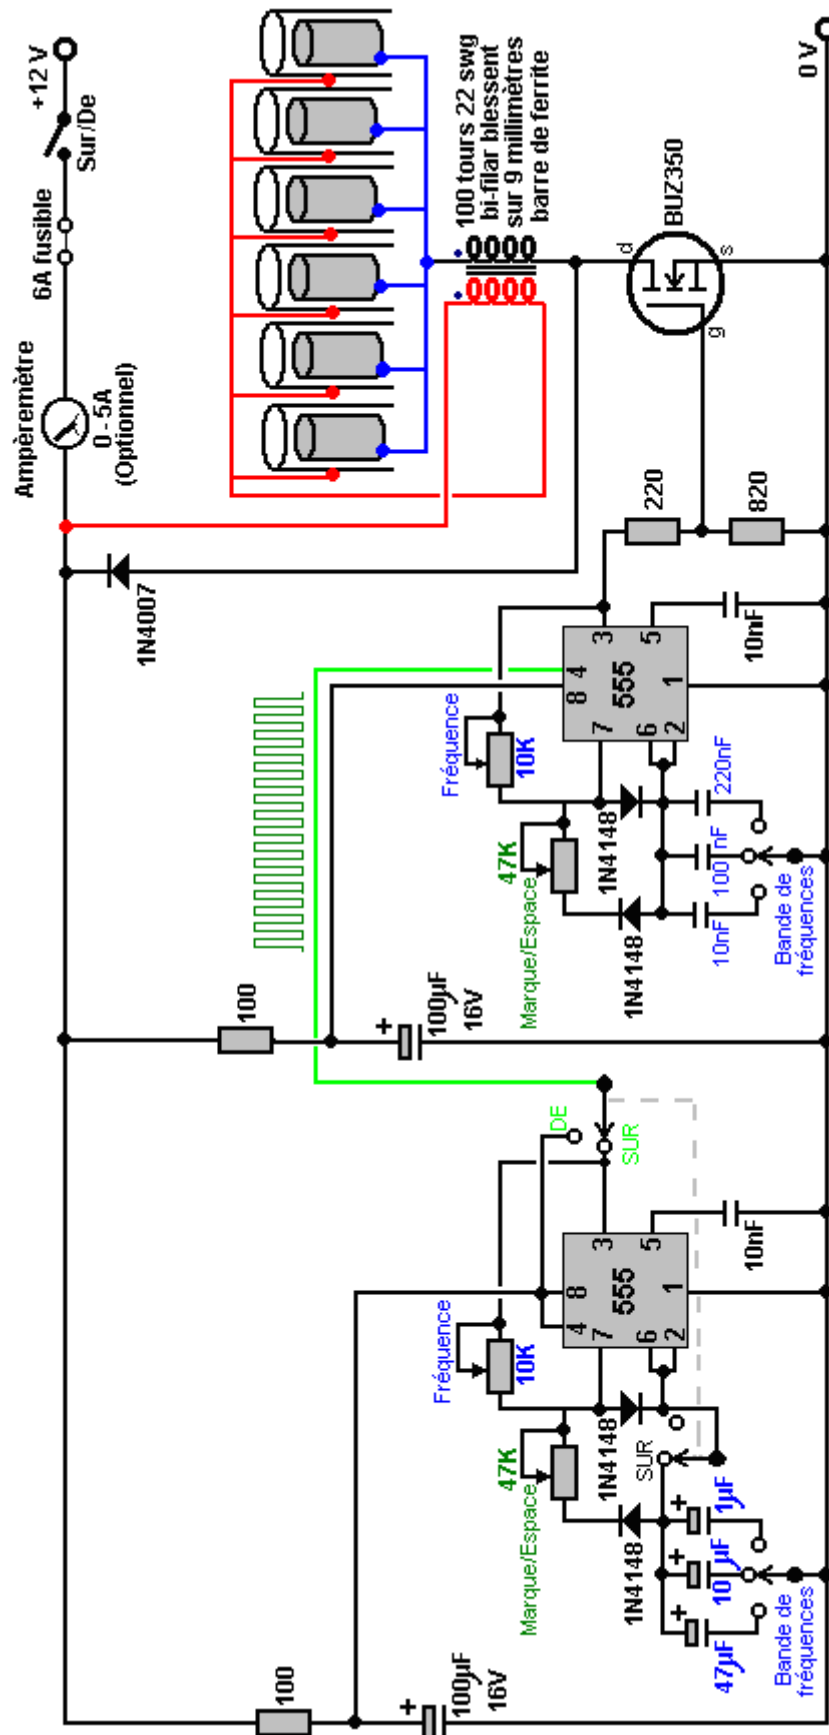 +12 V
Sur/De
6A fusible
Ampèremètre
0 - 5A
(Optionnel)
100 tours 22 swg
bi-filar blessent
sur 9 millimètres
barre de ferrite
0 V
BUZ350
d
g
s
1N4007
220
820
Fréquence
10K
47K
Marque/Espace
1N4148
1N4148
3
4
8
5
555
7
6
2
1
10nF
220nF
100 nF
10nF
Bande de
fréquences
100
+
100µF
16V
DE
SUR
Fréquence
10K
47K
Marque/Espace
1N4148
1N4148
3
8
4
5
555
7
6
2
1
10nF
SUR
+
1µF
+
10 µF
+
47µF
Bande de
fréquences
100
+
100µF
16V